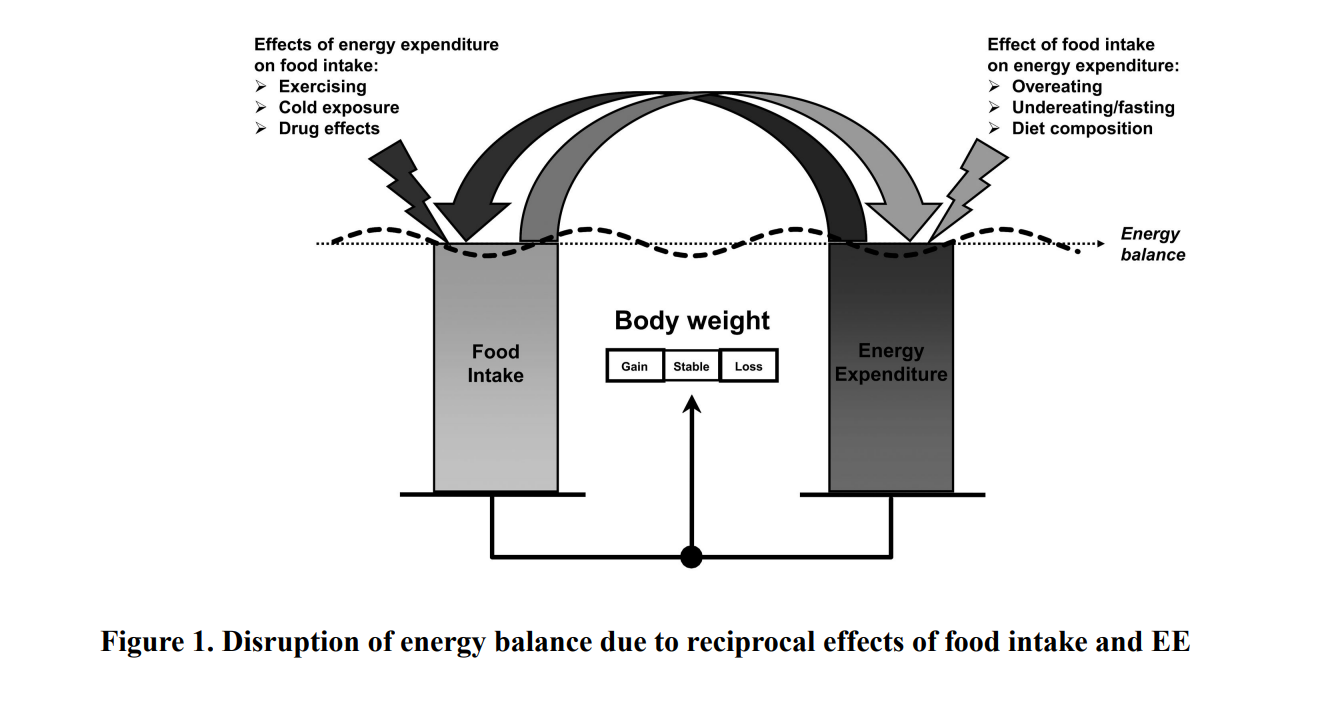 Effects of energy expenditure
on food intake:
➢ Exercising
➢ Cold exposure
➢ Drug effects
Effect of food intake
on energy expenditure:
➢ Overeating
➢ Undereating/fasting
➢ Diet composition
Energy
balance
Body weight
Gain
Stable
Loss
Food
Intake
Energy
Expenditure
Figure 1. Disruption of energy balance due to reciprocal effects of food intake and EE